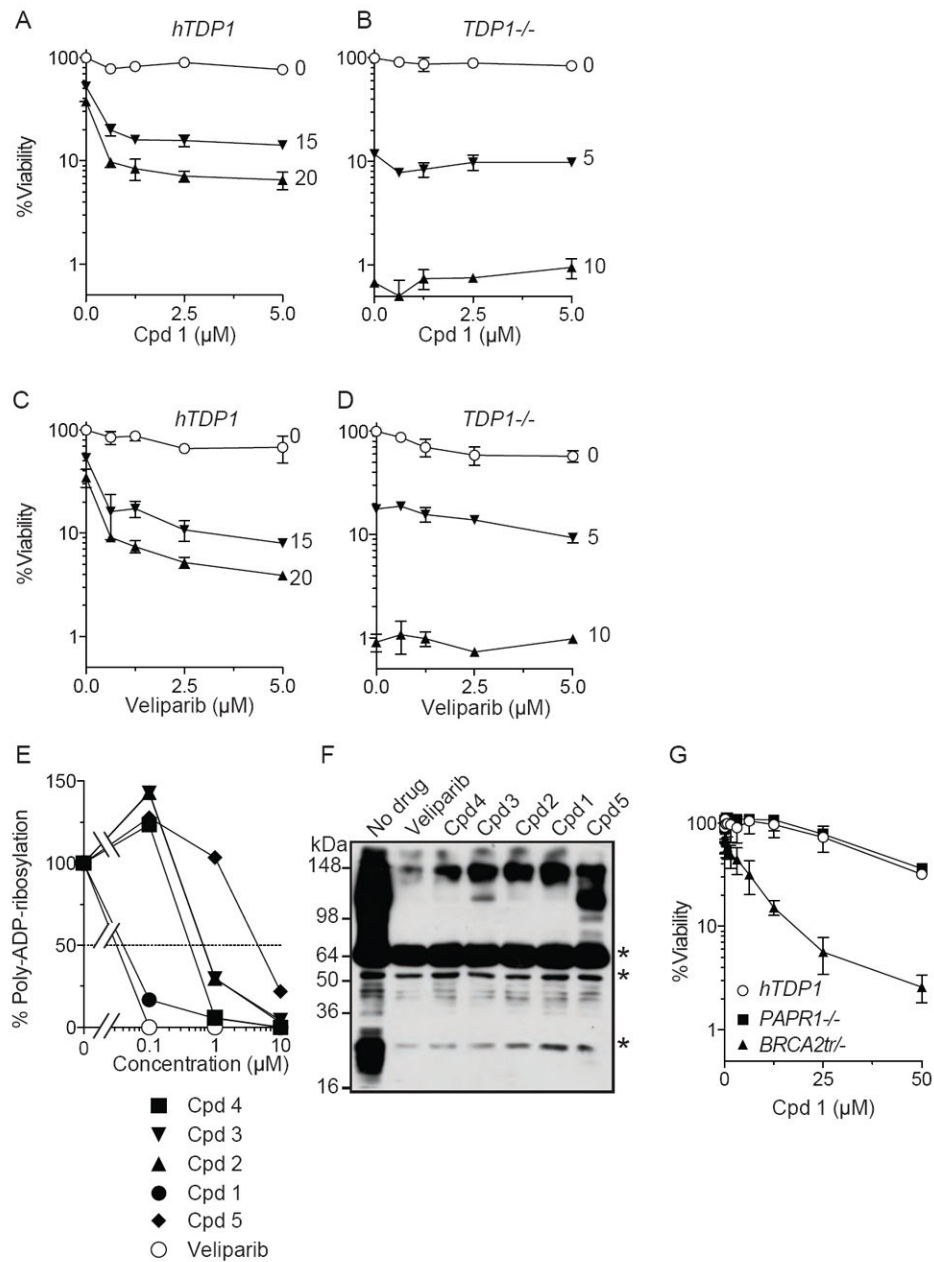 A
hTDP1
%Viability
100
10
1
0
15
20
0.0
2.5
5.0
Cpd 1 (µM)
B
TDP1-/-
100
10
1
0
5
10
0.0
2.5
5.0
Cpd 1 (µM)
C
hTDP1
%Viability
100
10
1
0
15
20
0.0
2.5
5.0
Veliparib (µM)
D
TDP1-/-
100
10
1
0
5
10
0.0
2.5
5.0
Veliparib (µM)
E
% Poly-ADP-ribosylation
150
100
50
0
0
0.1
1
10
Concentration (µM)
Cpd 4
Cpd 3
Cpd 2
Cpd 1
Cpd 5
Veliparib
F
No drug
Veliparib
Cpd4
Cpd3
Cpd2
Cpd1
Cpd5
kDa
148
98
64
50
36
16
*
*
*
G
%Viability
100
10
1
hTDP1
PAPR1-/-
BRCA2tr/-
0
25
50
Cpd 1 (µM)